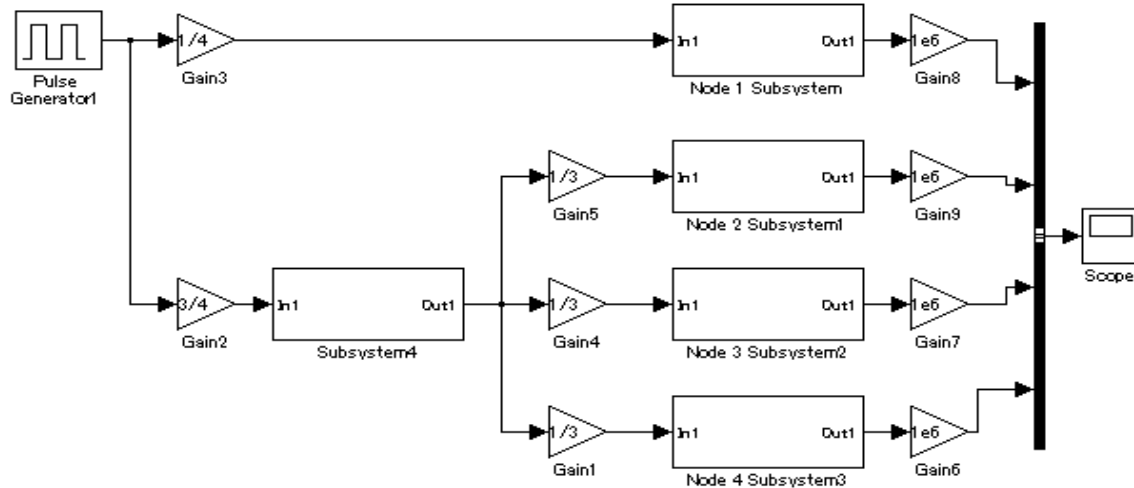 1/4
In1
Out1
1e6
Pulse
Generator1
Gain3
Node 1 Subsystem
Gain8
1/3
In1
Out1
1e6
Gain5
Node 2 Subsystem1
Gain9
Scope
3/4
In1
Out1
1/3
In1
Out1
1e6
Gain2
Subsystem4
Gain4
Node 3 Subsystem2
Gain7
1/3
In1
Out1
1e6
Gain1
Node 4 Subsystem3
Gain6